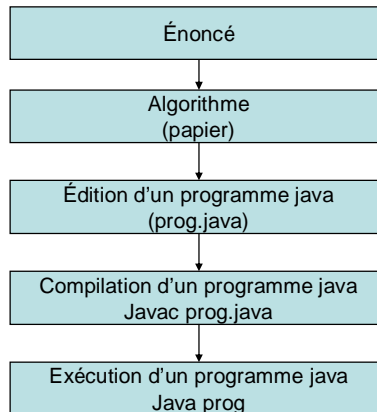 Énoncé
Algorithme
(papier)
Édition d'un programme java
(prog.java)
Compilation d'un programme java
Javac prog.java
Exécution d'un programme java
Java prog